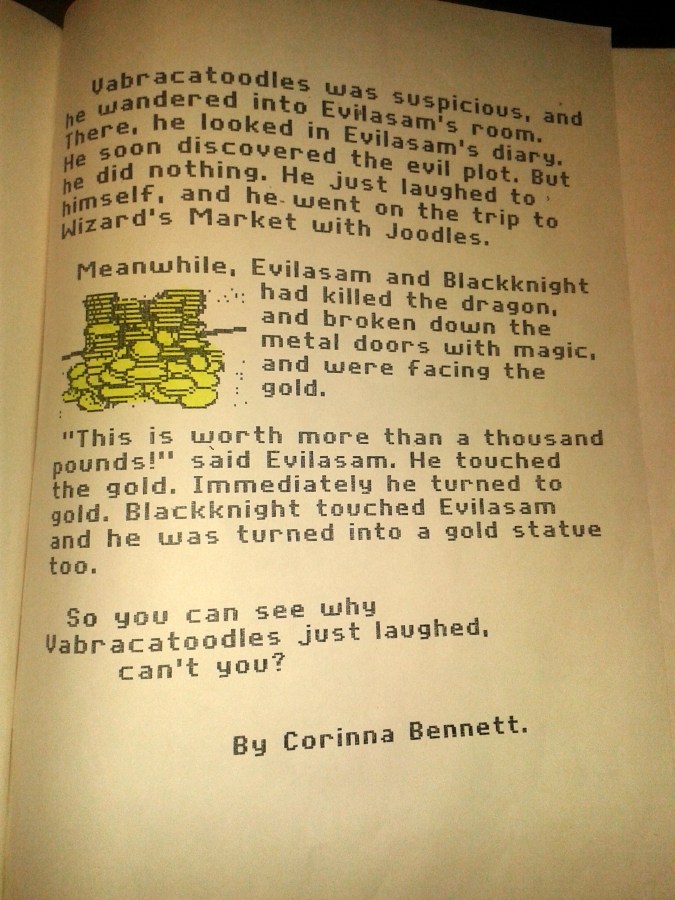 Vabracatoodles was suspicious, and
he wandered into Evilasam's room.
There, he looked in Evilasam's diary.
He soon discovered the evil plot. But
he did nothing. He just laughed to
himself, and he went on the trip to
Wizard's Market with Joodles.
Meanwhile, Evilasam and Blackknight
had killed the dragon,
and broken down the
metal doors with magic,
and were facing the
gold.
"This is worth more than a thousand
pounds!" said Evilasam. He touched
the gold. Immediately he turned to
gold. Blackknight touched Evilasam
and he was turned into a gold statue
too.
So you can see why
Vabracatoodles just laughed,
can't you?
By Corinna Bennett.